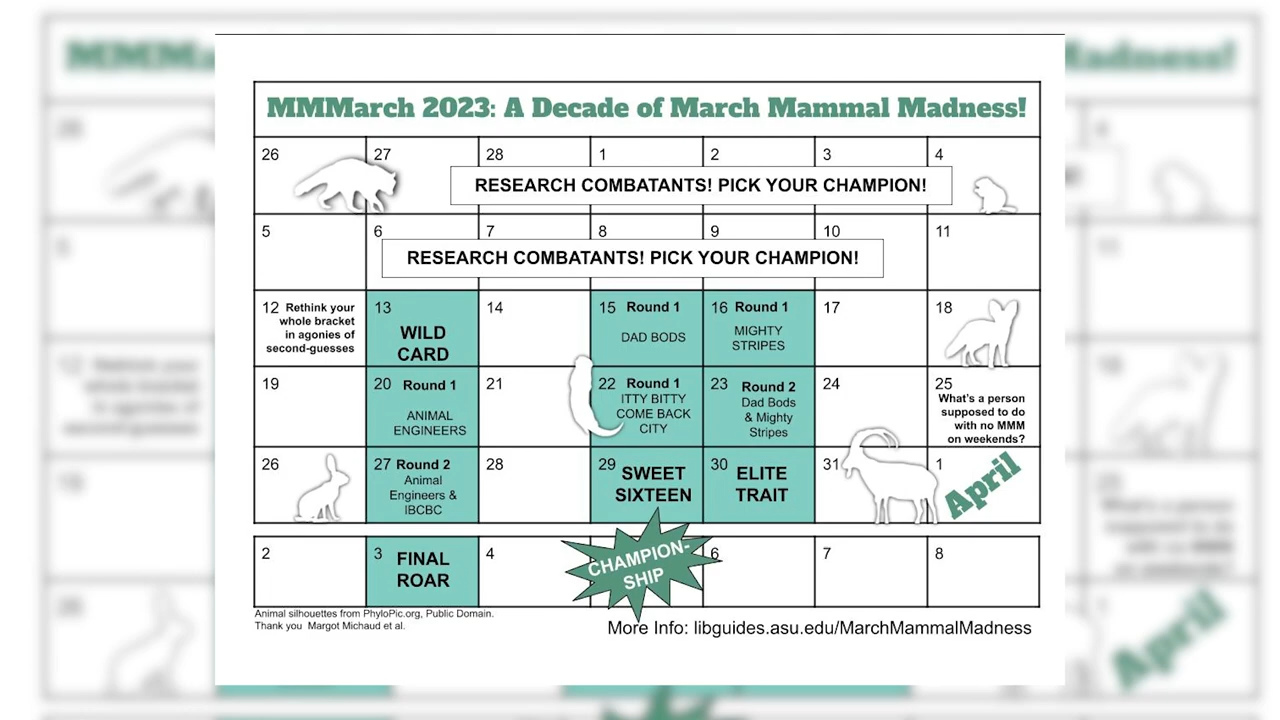 MMMarch 2023: A Decade of March Mammal Madness!
26 27 28 1 2 3 4
RESEARCH COMBATANTS! PICK YOUR CHAMPION!
5 6 7 8 9 10 11
RESEARCH COMBATANTS! PICK YOUR CHAMPION!
12 Rethink your
whole bracket
in agonies of
second-guesses
13
WILD
CARD
14
15 Round 1
DAD BODS
16 Round 1
MIGHTY
STRIPES
17
18
19
20 Round 1
ANIMAL
ENGINEERS
21
22 Round 1
ITTY BITTY
COME BACK
CITY
23 Round 2
Dad Bods
& Mighty
Stripes
24
25
What's a person
supposed to do
with no MMM
on weekends?
26
27 Round 2
Animal
Engineers &
IBCBC
28
29 SWEET
SIXTEEN
30 ELITE
TRAIT
31
1
April
2
3 FINAL
ROAR
4
CHAMPION-
SHIP
6
7
8
Animal silhouettes from PhyloPic.org, Public Domain.
Thank you Margot Michaud et al.
More Info: libguides.asu.edu/MarchMammalMadness